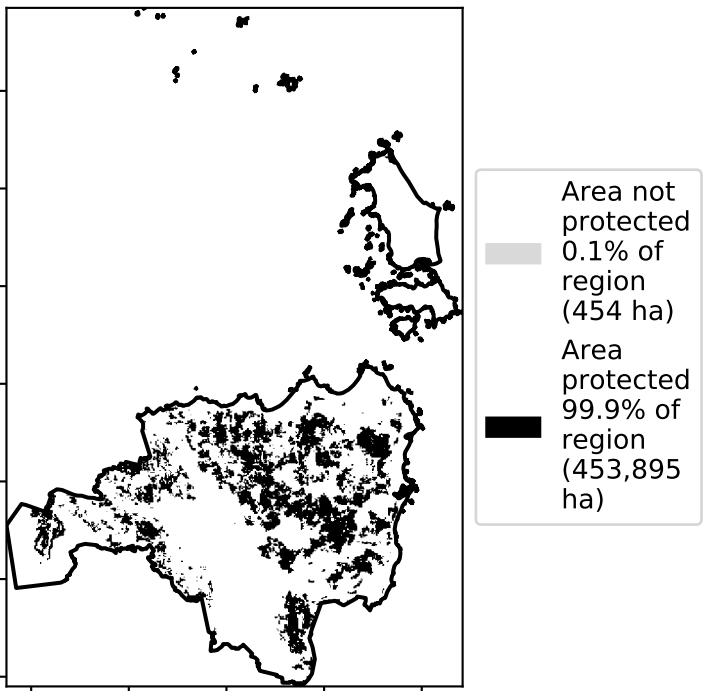 Area not
protected
0.1% of
region
(454 ha)
Area
protected
99.9% of
region
(453,895
ha)